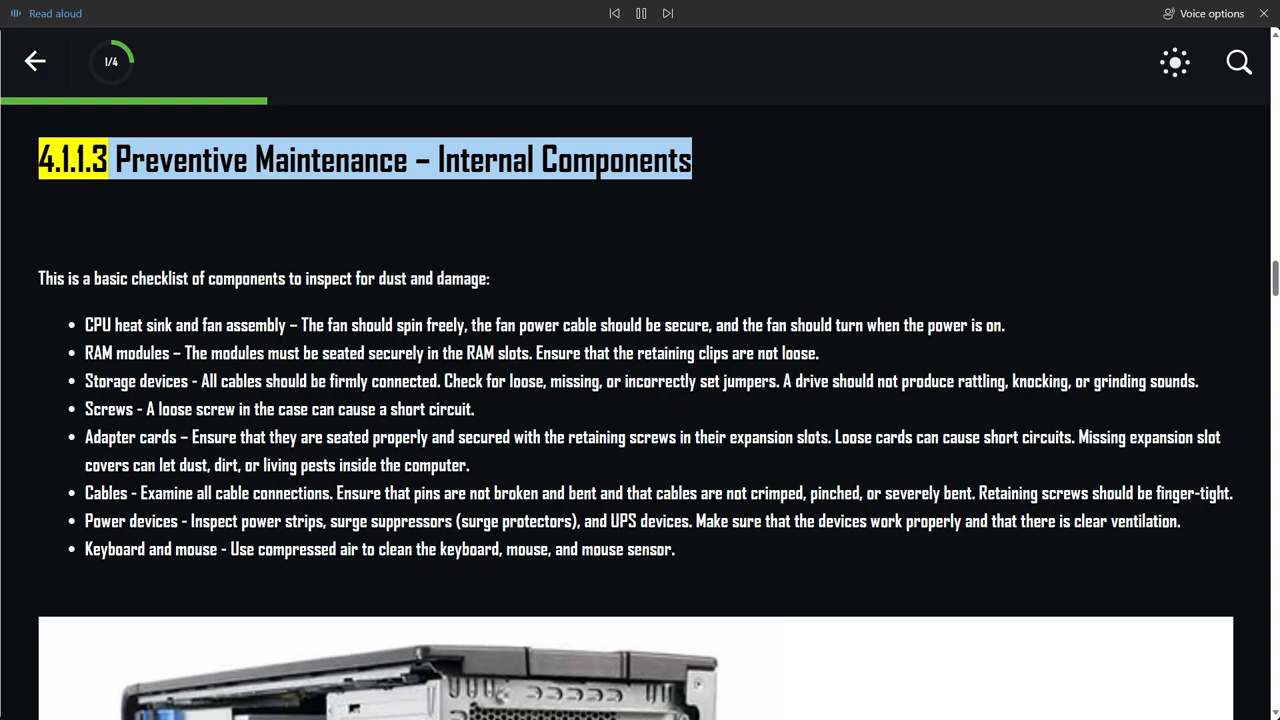 Read aloud
Voice options
1/4
4.1.1.3 Preventive Maintenance – Internal Components
This is a basic checklist of components to inspect for dust and damage:
• CPU heat sink and fan assembly – The fan should spin freely, the fan power cable should be secure, and the fan should turn when the power is on.
• RAM modules – The modules must be seated securely in the RAM slots. Ensure that the retaining clips are not loose.
• Storage devices - All cables should be firmly connected. Check for loose, missing, or incorrectly set jumpers. A drive should not produce rattling, knocking, or grinding sounds.
• Screws - A loose screw in the case can cause a short circuit.
• Adapter cards – Ensure that they are seated properly and secured with the retaining screws in their expansion slots. Loose cards can cause short circuits. Missing expansion slot
covers can let dust, dirt, or living pests inside the computer.
• Cables - Examine all cable connections. Ensure that pins are not broken and bent and that cables are not crimped, pinched, or severely bent. Retaining screws should be finger-tight.
• Power devices - Inspect power strips, surge suppressors (surge protectors), and UPS devices. Make sure that the devices work properly and that there is clear ventilation.
• Keyboard and mouse - Use compressed air to clean the keyboard, mouse, and mouse sensor.